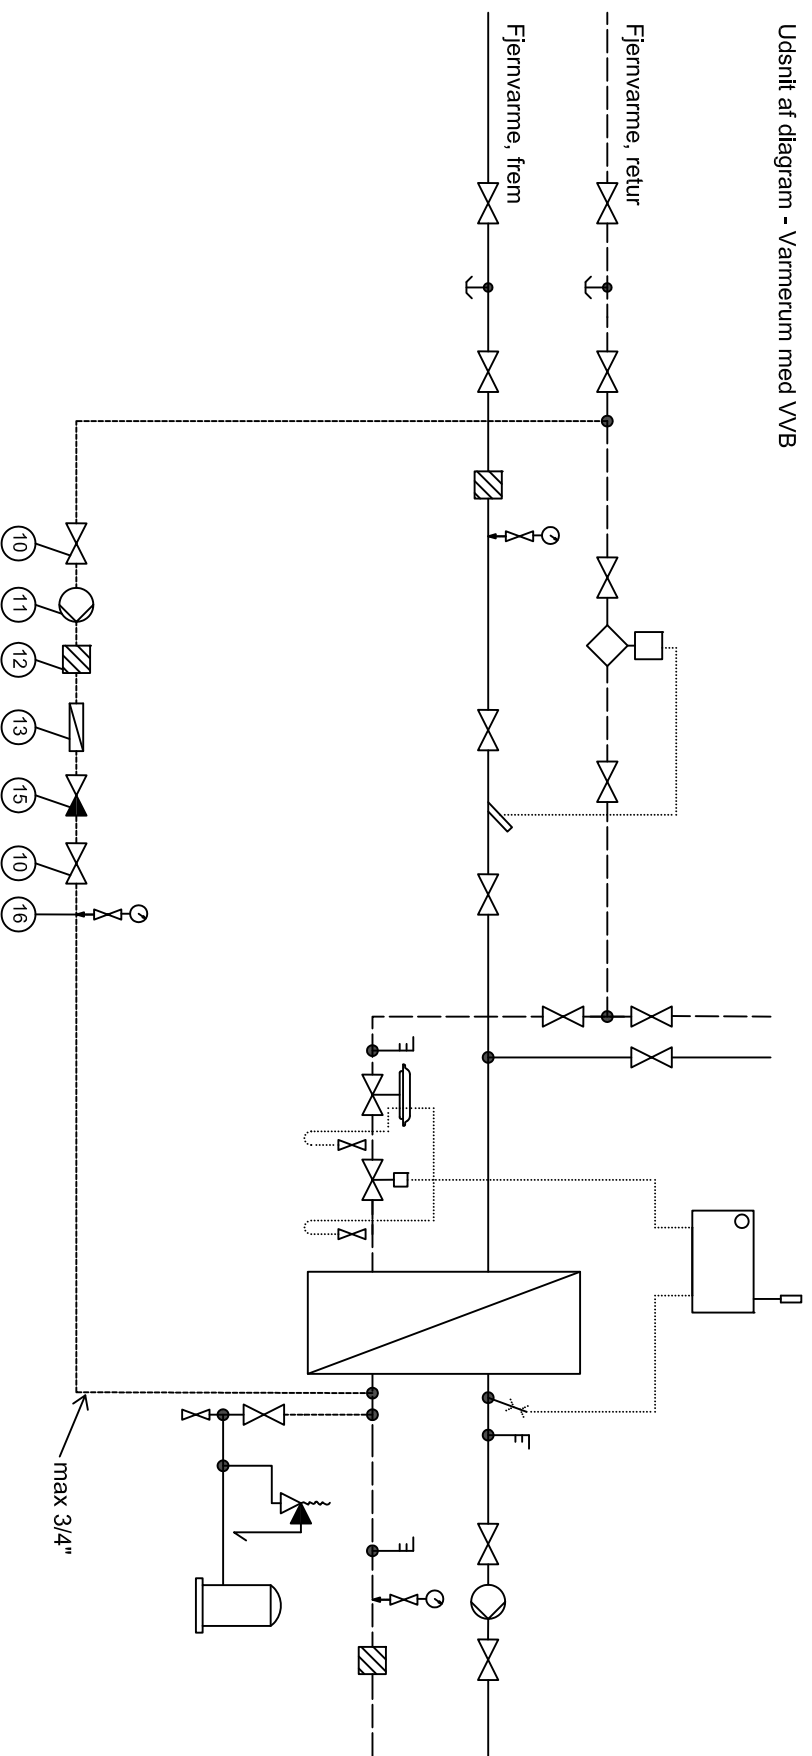 Udsnit af diagram - Varmerum med VVB
Fjernvarme, retur
Fjernvarme, frem
10
11
12
13
15
10
16
max 3/4"